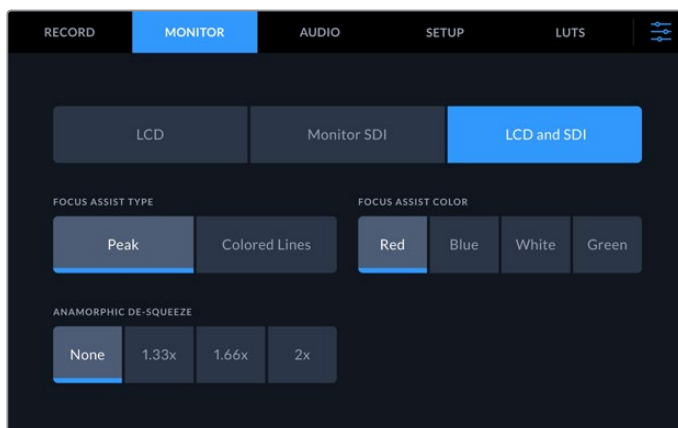 RECORD MONITOR AUDIO SETUP LUTS
LCD Monitor SDI LCD and SDI
FOCUS ASSIST TYPE FOCUS ASSIST COLOR
Peak Colored Lines Red Blue White Green
ANAMORPHIC DE-SQUEEZE
None 1.33x 1.66x 2x